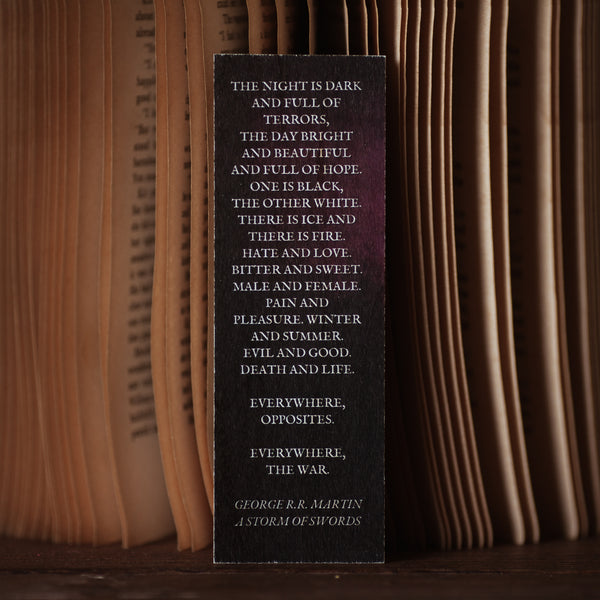 THE NIGHT IS DARK
AND FULL OF
TERRORS,
THE DAY BRIGHT
AND BEAUTIFUL
AND FULL OF HOPE.
ONE IS BLACK,
THE OTHER WHITE.
THERE IS ICE AND
THERE IS FIRE.
HATE AND LOVE.
BITTER AND SWEET.
MALE AND FEMALE.
PAIN AND
PLEASURE. WINTER
AND SUMMER.
EVIL AND GOOD.
DEATH AND LIFE.
EVERYWHERE,
OPPOSITES.
EVERYWHERE,
THE WAR.
GEORGE R.R. MARTIN
A STORM OF SWORDS